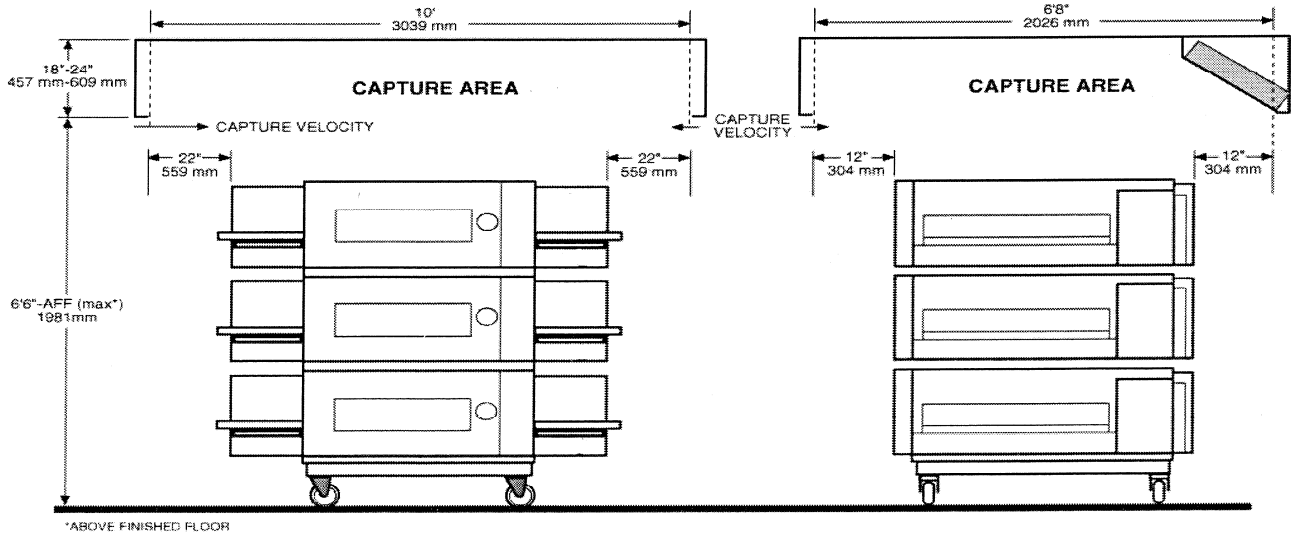 10'
3039 mm
6'8"
2026 mm
18"-24"
457 mm-609 mm
CAPTURE AREA
CAPTURE AREA
CAPTURE VELOCITY
CAPTURE
VELOCITY
22"
559 mm
22"
559 mm
12"
304 mm
12"
304 mm
6'6"-AFF (max*)
1981mm
*ABOVE FINISHED FLOOR